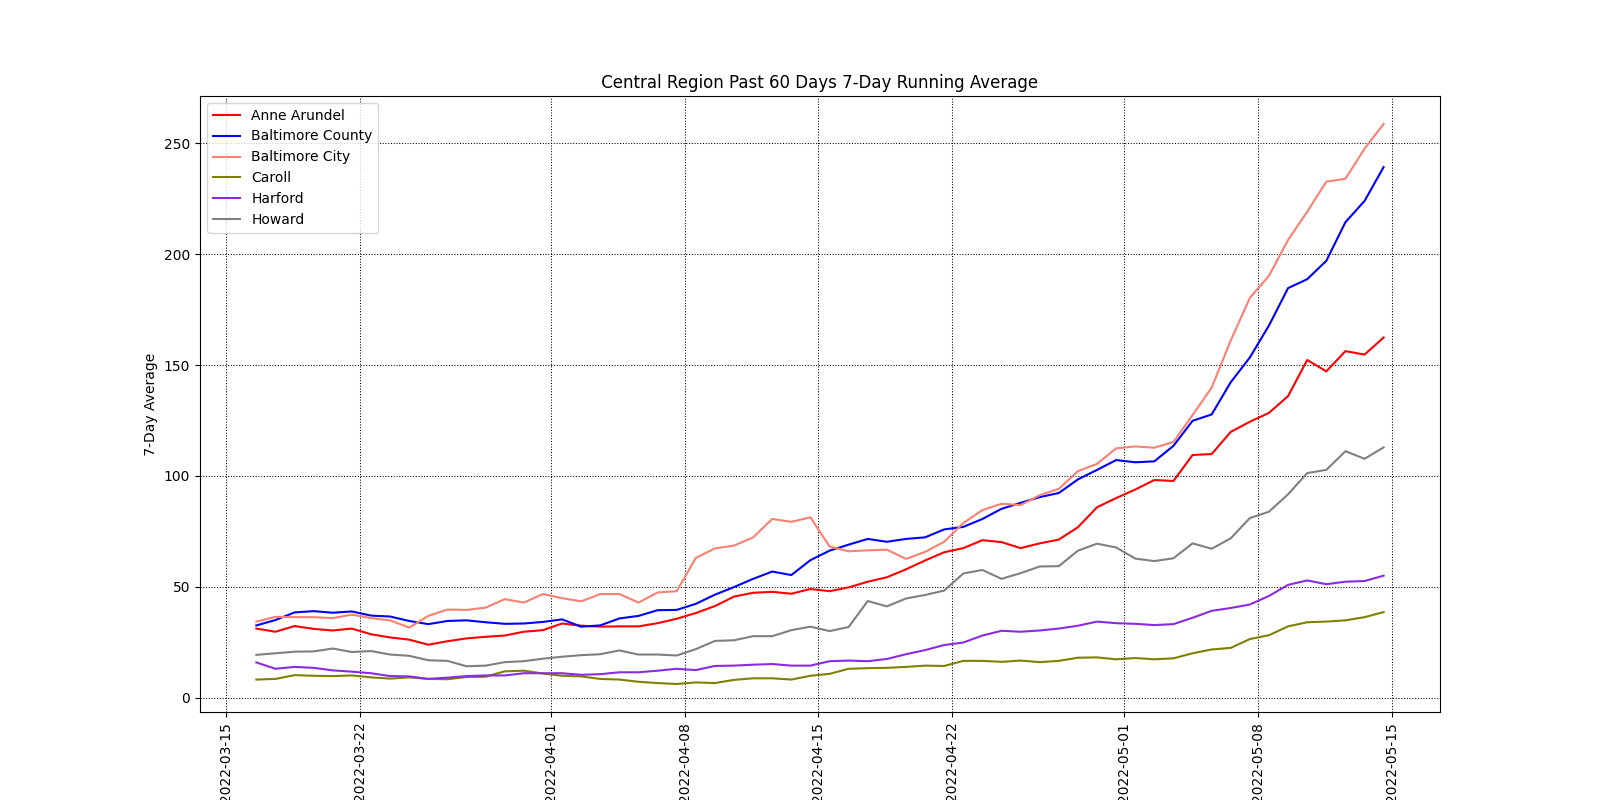 Central Region Past 60 Days 7-Day Running Average
Anne Arundel
Baltimore County
Baltimore City
Caroll
Harford
Howard
7-Day Average
250
200
150
100
50
0
2022-03-15
2022-03-22
2022-04-01
2022-04-08
2022-04-15
2022-04-22
2022-05-01
2022-05-08
2022-05-15